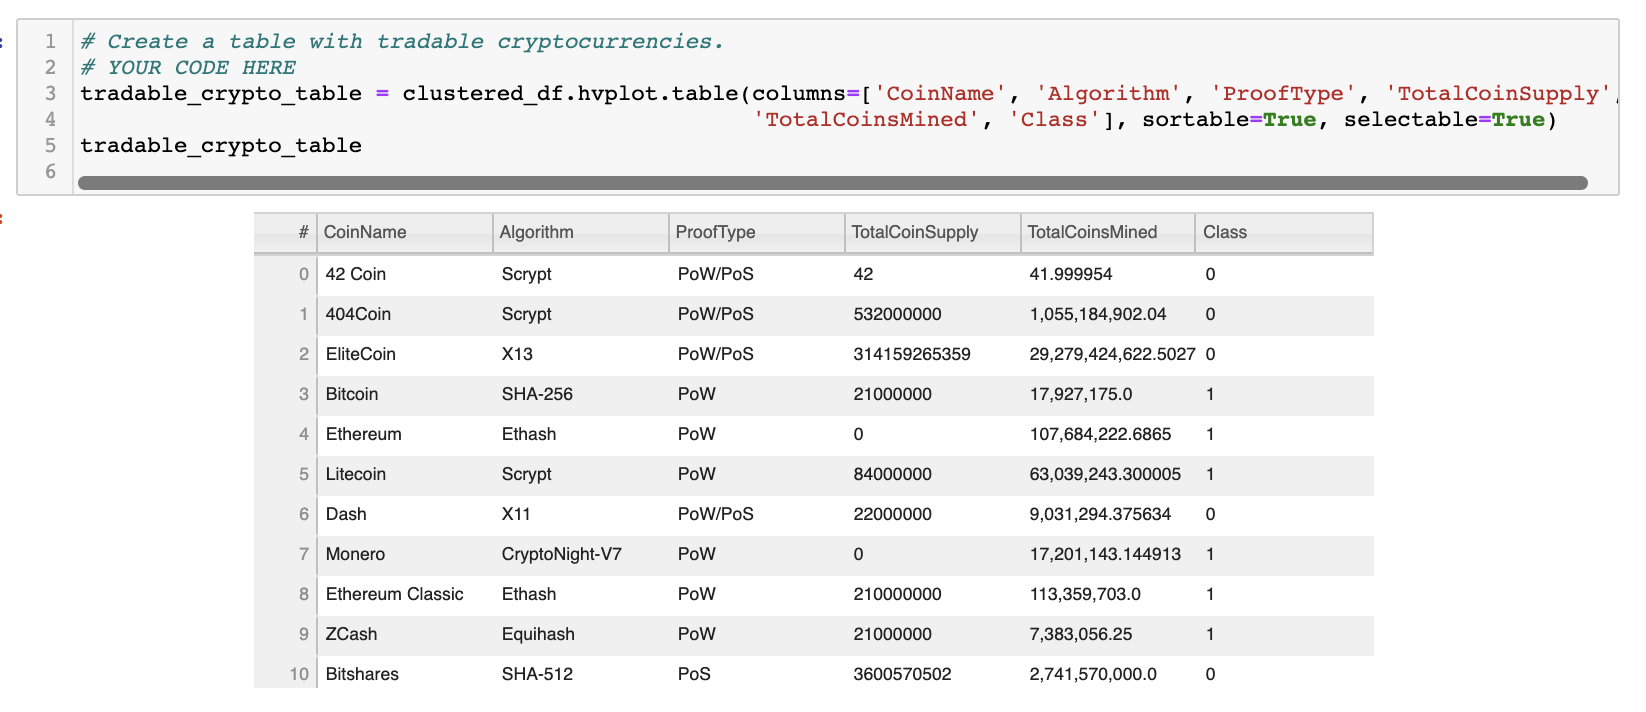 1 # Create a table with tradable cryptocurrencies.
2 # YOUR CODE HERE
3 tradable_crypto_table = clustered_df.hvplot.table(columns=['CoinName', 'Algorithm', 'ProofType', 'TotalCoinSupply',
4 'TotalCoinsMined', 'Class'], sortable=True, selectable=True)
5 tradable_crypto_table
6
# CoinName Algorithm ProofType TotalCoinSupply TotalCoinsMined Class
0 42 Coin Scrypt PoW/PoS 42 41.999954 0
1 404Coin Scrypt PoW/PoS 532000000 1,055,184,902.04 0
2 EliteCoin X13 PoW/PoS 314159265359 29,279,424,622.5027 0
3 Bitcoin SHA-256 PoW 21000000 17,927,175.0 1
4 Ethereum Ethash PoW 0 107,684,222.6865 1
5 Litecoin Scrypt PoW 84000000 63,039,243.300005 1
6 Dash X11 PoW/PoS 22000000 9,031,294.375634 0
7 Monero CryptoNight-V7 PoW 0 17,201,143.144913 1
8 Ethereum Classic Ethash PoW 210000000 113,359,703.0 1
9 ZCash Equihash PoW 21000000 7,383,056.25 1
10 Bitshares SHA-512 PoS 3600570502 2,741,570,000.0 0